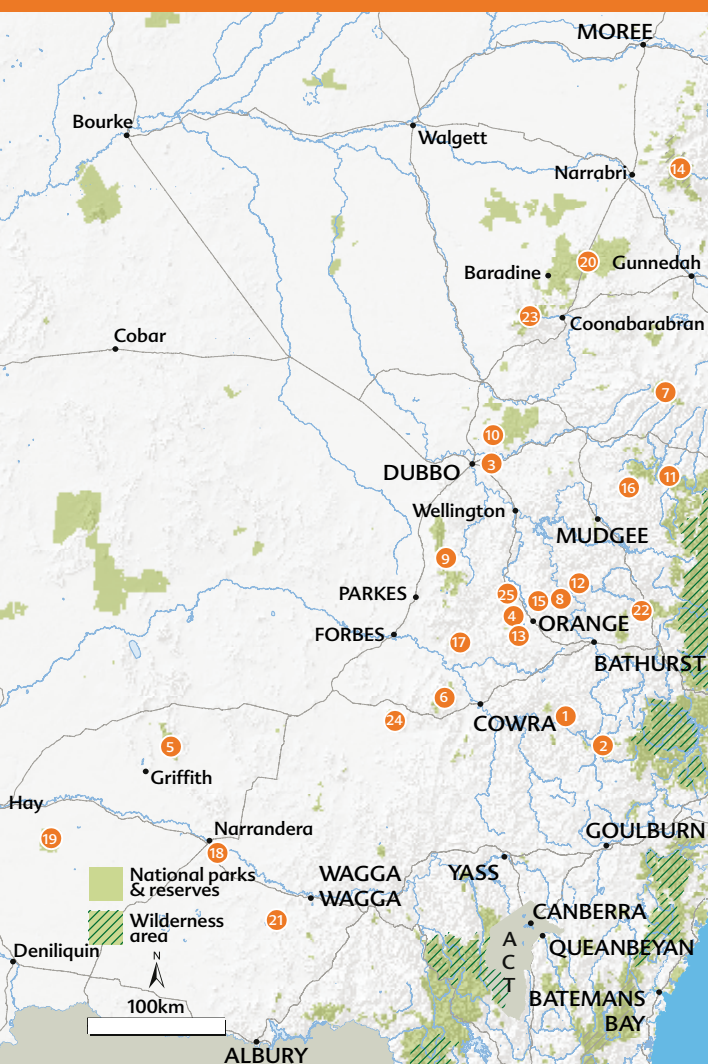 MOREE
Bourke
Walgett
Narrabri
14
20
Gunnedah
Baradine
23
Coonabarabran
Cobar
7
10
DUBBO
3
11
16
Wellington
MUDGEE
9
12
25
15
8
PARKES
22
4
ORANGE
FORBES
13
17
BATHURST
6
24
COWRA
1
2
5
Griffith
Hay
19
Narrandera
18
GOULBURN
YASS
National parks
& reserves
WAGGA
WAGGA
21
Wilderness
area
CANBERRA
QUEANBEYAN
A
C
T
Deniliquin
N
100km
BATEMANS
BAY
ALBURY